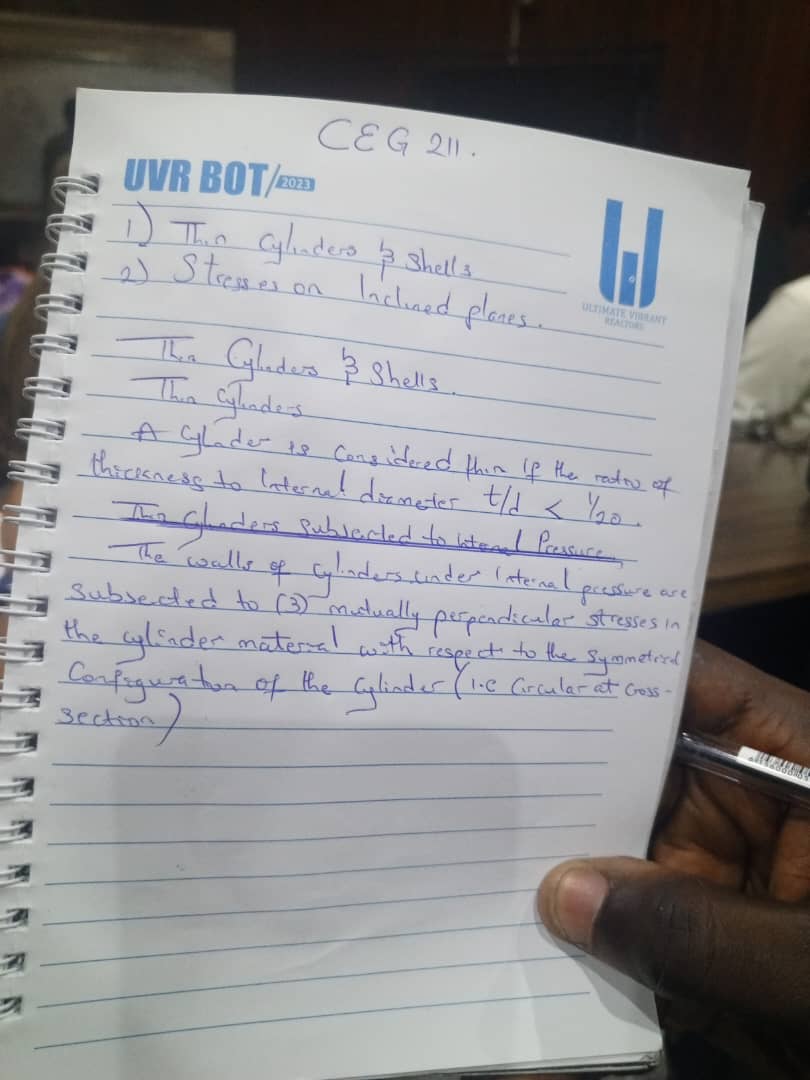 CEG 211.
UVR BOT/2023
1) Thin Cylinders & Shells
2) Stresses on Inclined planes.
ULTIMATE VIBRANT
REALTORS
Thin Cylinders & Shells.
Thin Cylinders
A Cylinder is Considered thin if the ratio of
thickness to Internal diameter t/d < 1/20.
Thin Cylinders Subjected to Internal Pressure
The walls of Cylinders under Internal pressure are
Subjected to (3) mutually perpendicular stresses in
the cylinder material with respect to the Symmetrical
Configuration of the Cylinder (i.e Circular at Cross-
Section)